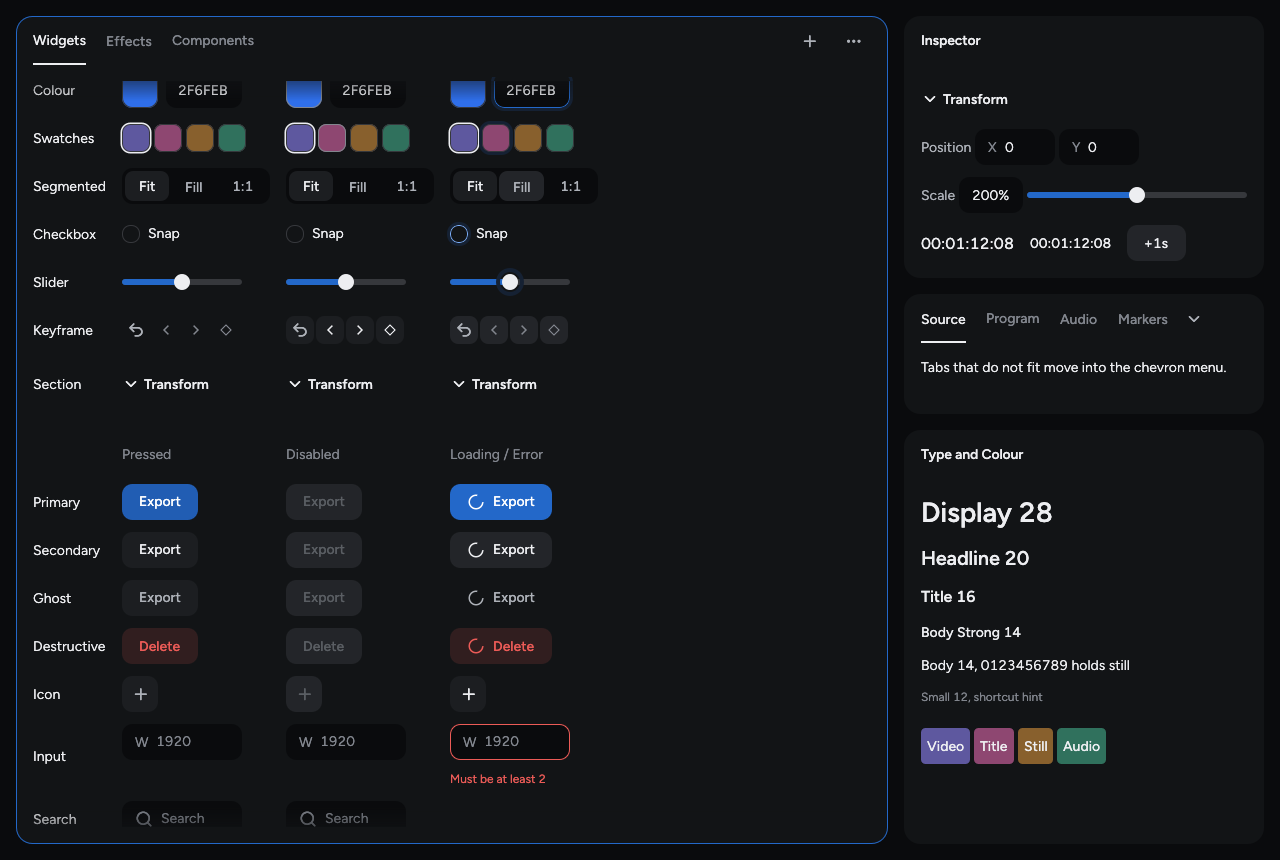 Widgets Effects Components
Colour 2F6FEB 2F6FEB 2F6FEB
Swatches
Segmented Fit Fill 1:1 Fit Fill 1:1 Fit Fill 1:1
Checkbox Snap Snap Snap
Slider
Keyframe
Section Transform Transform Transform
Pressed Disabled Loading / Error
Primary Export Export Export
Secondary Export Export Export
Ghost Export Export Export
Destructive Delete Delete Delete
Icon
Input W 1920 W 1920 W 1920
Must be at least 2
Search Search Search
Inspector
Transform
Position X 0 Y 0
Scale 200%
00:01:12:08 00:01:12:08 +1s
Source Program Audio Markers
Tabs that do not fit move into the chevron menu.
Type and Colour
Display 28
Headline 20
Title 16
Body Strong 14
Body 14, 0123456789 holds still
Small 12, shortcut hint
Video Title Still Audio